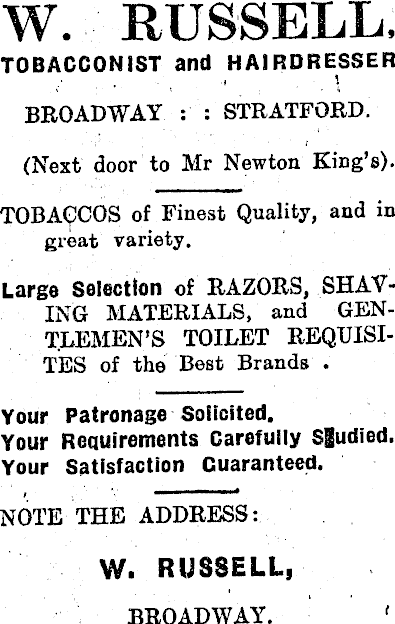 W. RUSSELL,
TOBACCONIST and HAIRDRESSER
BROADWAY : : STRATFORD.
(Next door to Mr Newton King's).
TOBACCOS of Finest Quality, and in
great variety.
Large Selection of RAZORS, SHAV-
ING MATERIALS, and GEN-
TLEMEN'S TOILET REQUISI-
TES of the Best Brands .
Your Patronage Solicited.
Your Requirements Carefully Studied.
Your Satisfaction Guaranteed.
NOTE THE ADDRESS:
W. RUSSELL,
BROADWAY.